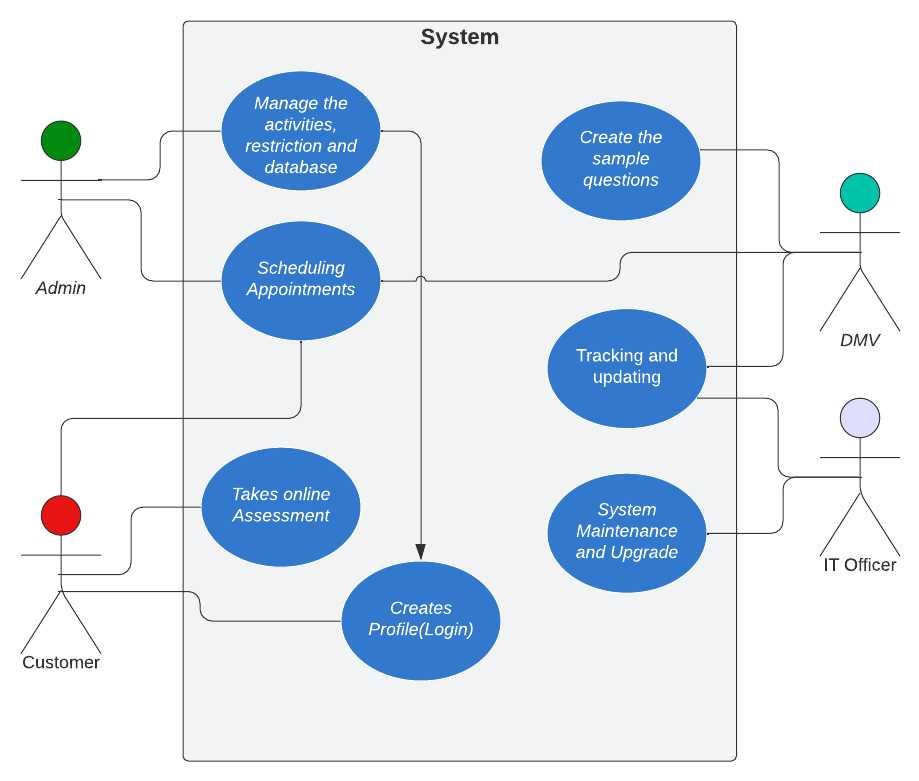 System
Manage the
activities,
restriction and
database
Create the
sample
questions
Admin
Scheduling
Appointments
DMV
Tracking and
updating
Takes online
Assessment
System
Maintenance
and Upgrade
IT Officer
Creates
Profile(Login)
Customer